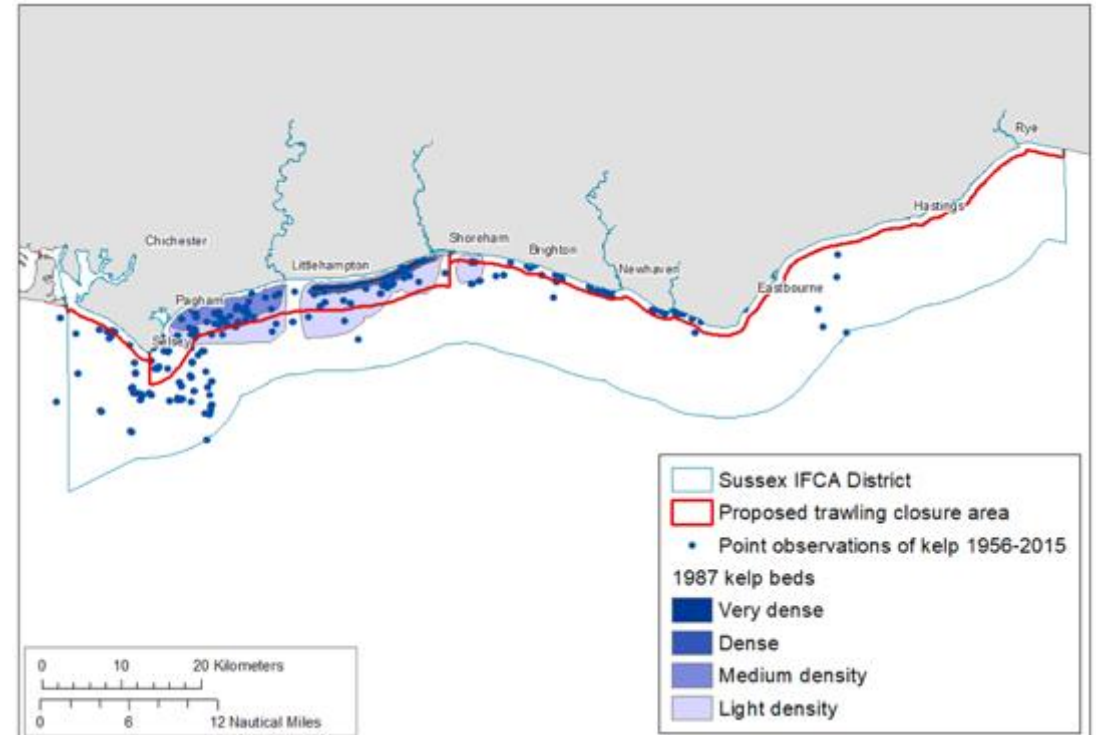 Rye
Hastings
Chichester
Shoreham
Brighton
Littlehampton
Newhaven
Eastbourne
Pagham
Selsey
Sussex IFCA District
Proposed trawling closure area
Point observations of kelp 1956-2015
1987 kelp beds
Very dense
Dense
Medium density
Light density
0 10 20 Kilometers
0 6 12 Nautical Miles